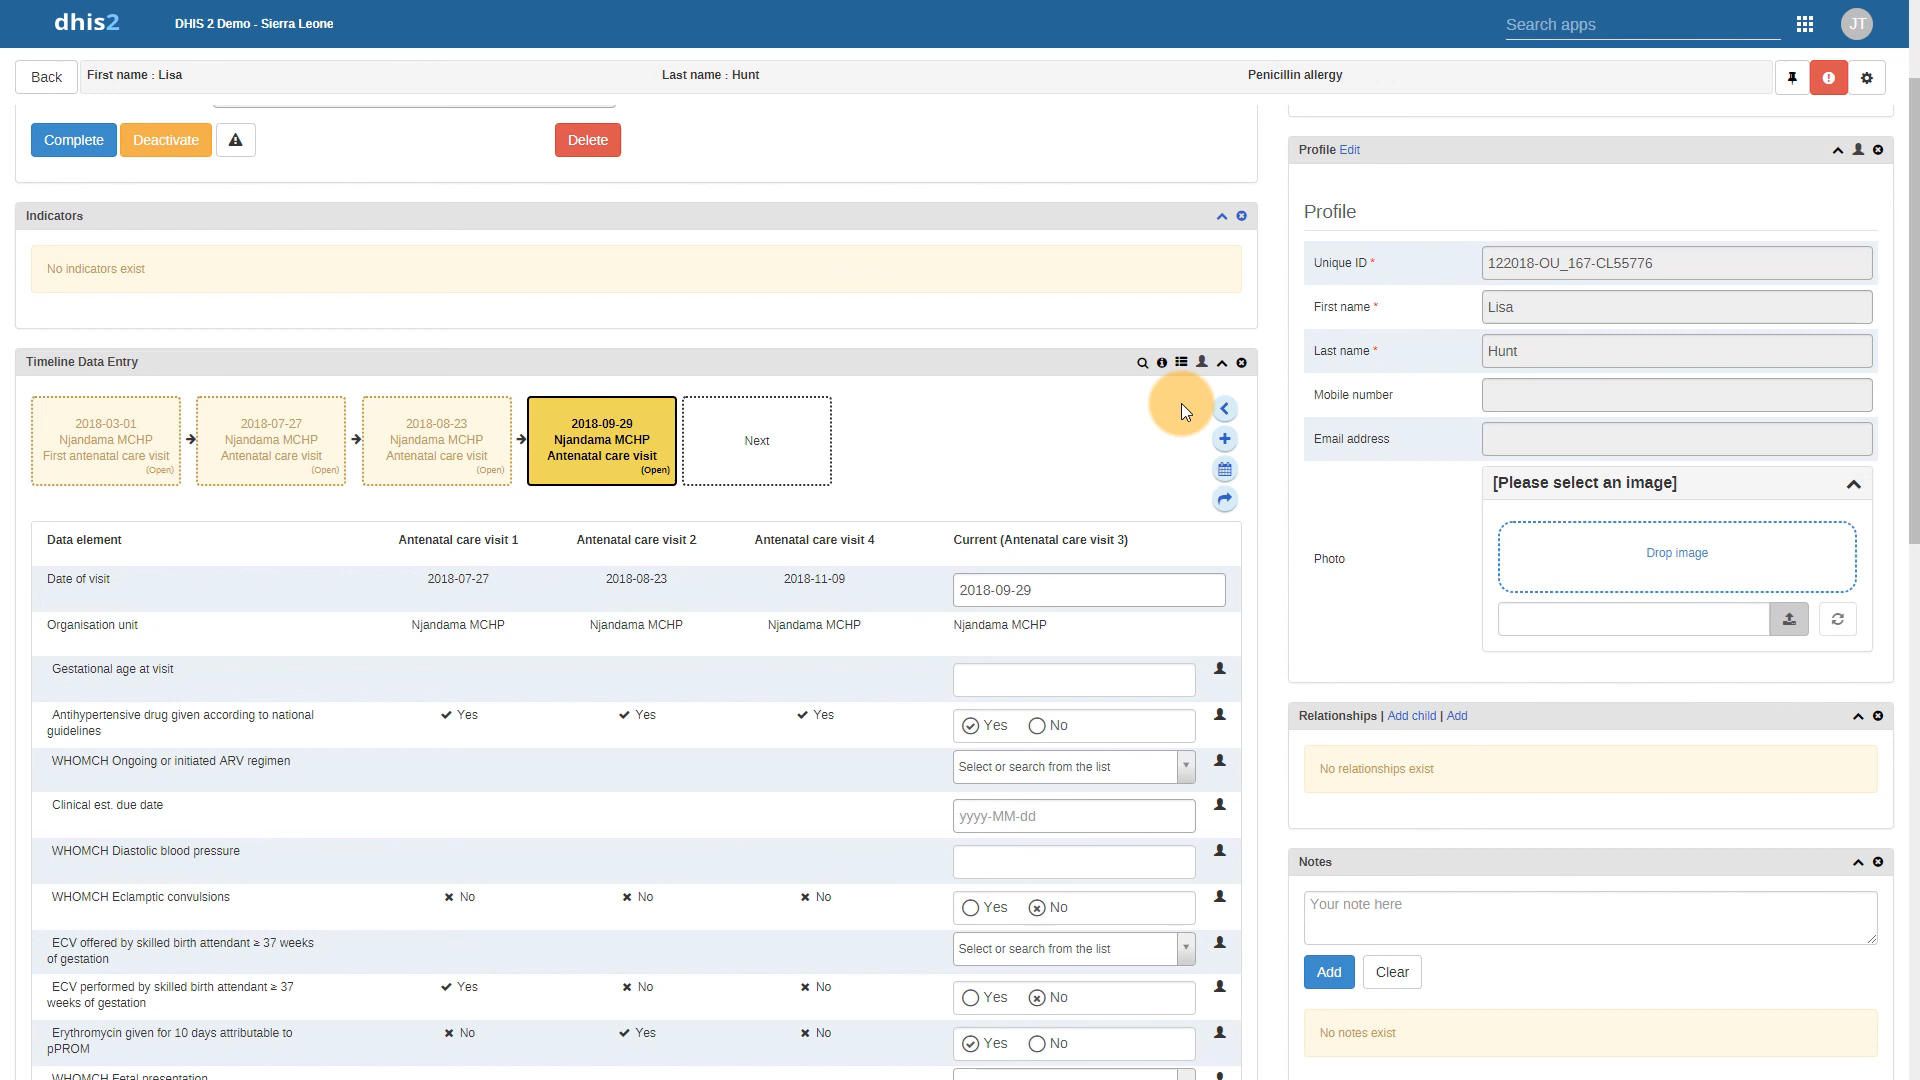 dhis2
DHIS 2 Demo - Sierra Leone
Search apps
JT
Back
First name : Lisa
Last name : Hunt
Penicillin allergy
Complete
Deactivate
Delete
Indicators
No indicators exist
Timeline Data Entry
2018-03-01
Njandama MCHP
First antenatal care visit
(Open)
2018-07-27
Njandama MCHP
Antenatal care visit
(Open)
2018-08-23
Njandama MCHP
Antenatal care visit
(Open)
2018-09-29
Njandama MCHP
Antenatal care visit
(Open)
Next
Data element Antenatal care visit 1 Antenatal care visit 2 Antenatal care visit 4 Current (Antenatal care visit 3)
Date of visit 2018-07-27 2018-08-23 2018-11-09 2018-09-29
Organisation unit Njandama MCHP Njandama MCHP Njandama MCHP Njandama MCHP
Gestational age at visit
Antihypertensive drug given according to national
guidelines
Yes Yes Yes Yes No
WHOMCH Ongoing or initiated ARV regimen Select or search from the list
Clinical est. due date yyyy-MM-dd
WHOMCH Diastolic blood pressure
WHOMCH Eclamptic convulsions No No No Yes No
ECV offered by skilled birth attendant ≥ 37 weeks
of gestation
Select or search from the list
ECV performed by skilled birth attendant ≥ 37
weeks of gestation
Yes No No Yes No
Erythromycin given for 10 days attributable to
pPROM
No Yes No Yes No
WHOMCH Fetal presentation
Profile Edit
Profile
Unique ID * 122018-OU_167-CL55776
First name * Lisa
Last name * Hunt
Mobile number
Email address
Photo
[Please select an image]
Drop image
Relationships | Add child | Add
No relationships exist
Notes
Your note here
Add Clear
No notes exist